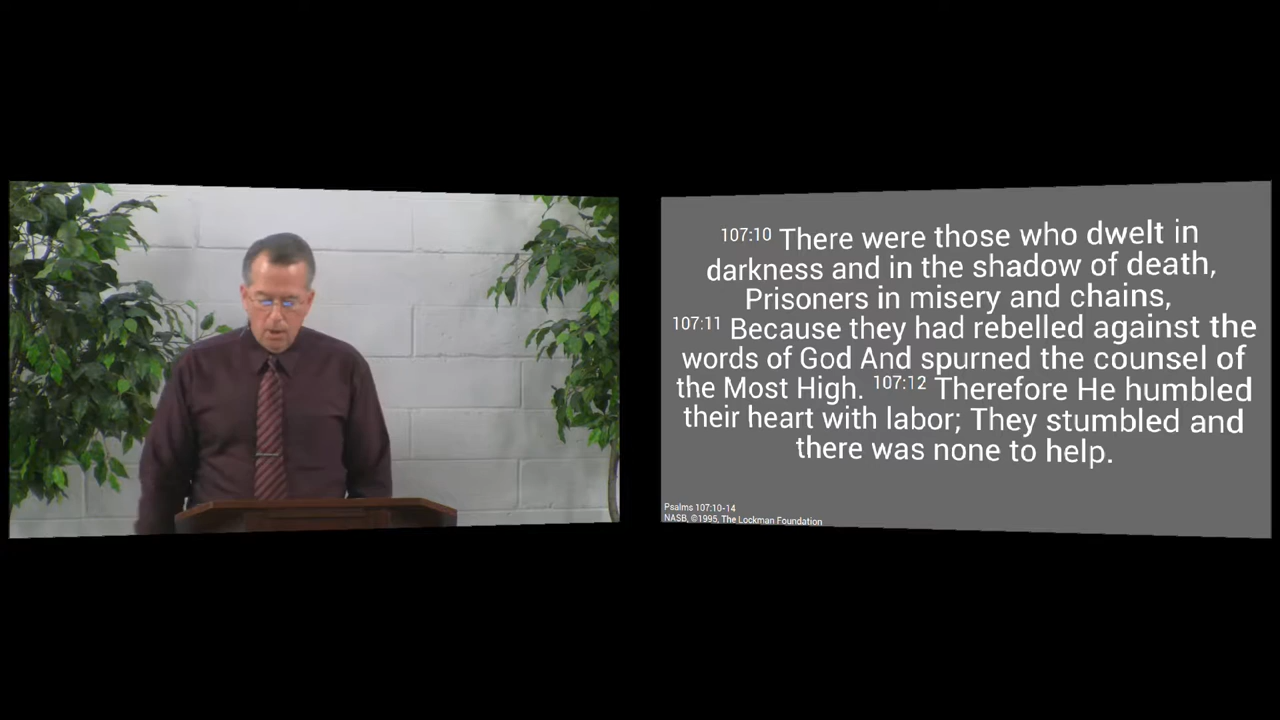 107:10 There were those who dwelt in
darkness and in the shadow of death,
Prisoners in misery and chains,
107:11 Because they had rebelled against the
words of God And spurned the counsel of
the Most High. 107:12 Therefore He humbled
their heart with labor; They stumbled and
there was none to help.
Psalms 107:10-14
NASB, ©1995, The Lockman Foundation